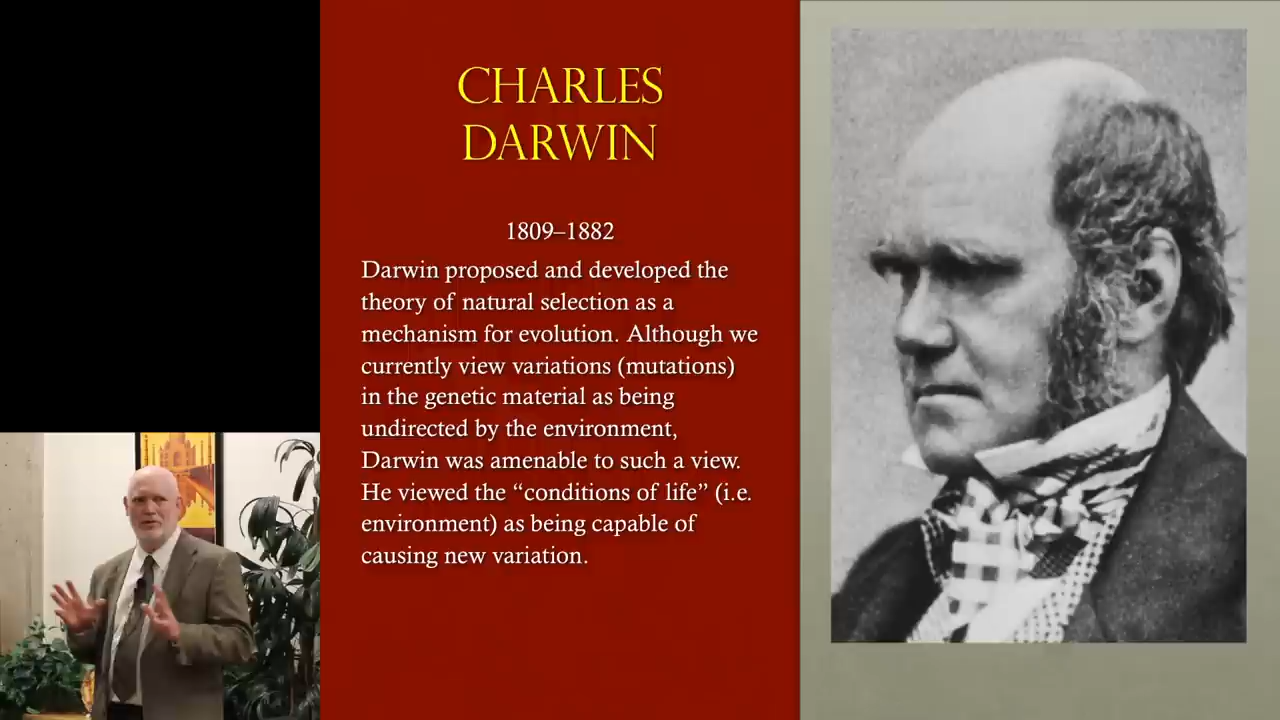 CHARLES
DARWIN
1809–1882
Darwin proposed and developed the
theory of natural selection as a
mechanism for evolution. Although we
currently view variations (mutations)
in the genetic material as being
undirected by the environment,
Darwin was amenable to such a view.
He viewed the “conditions of life” (i.e.
environment) as being capable of
causing new variation.